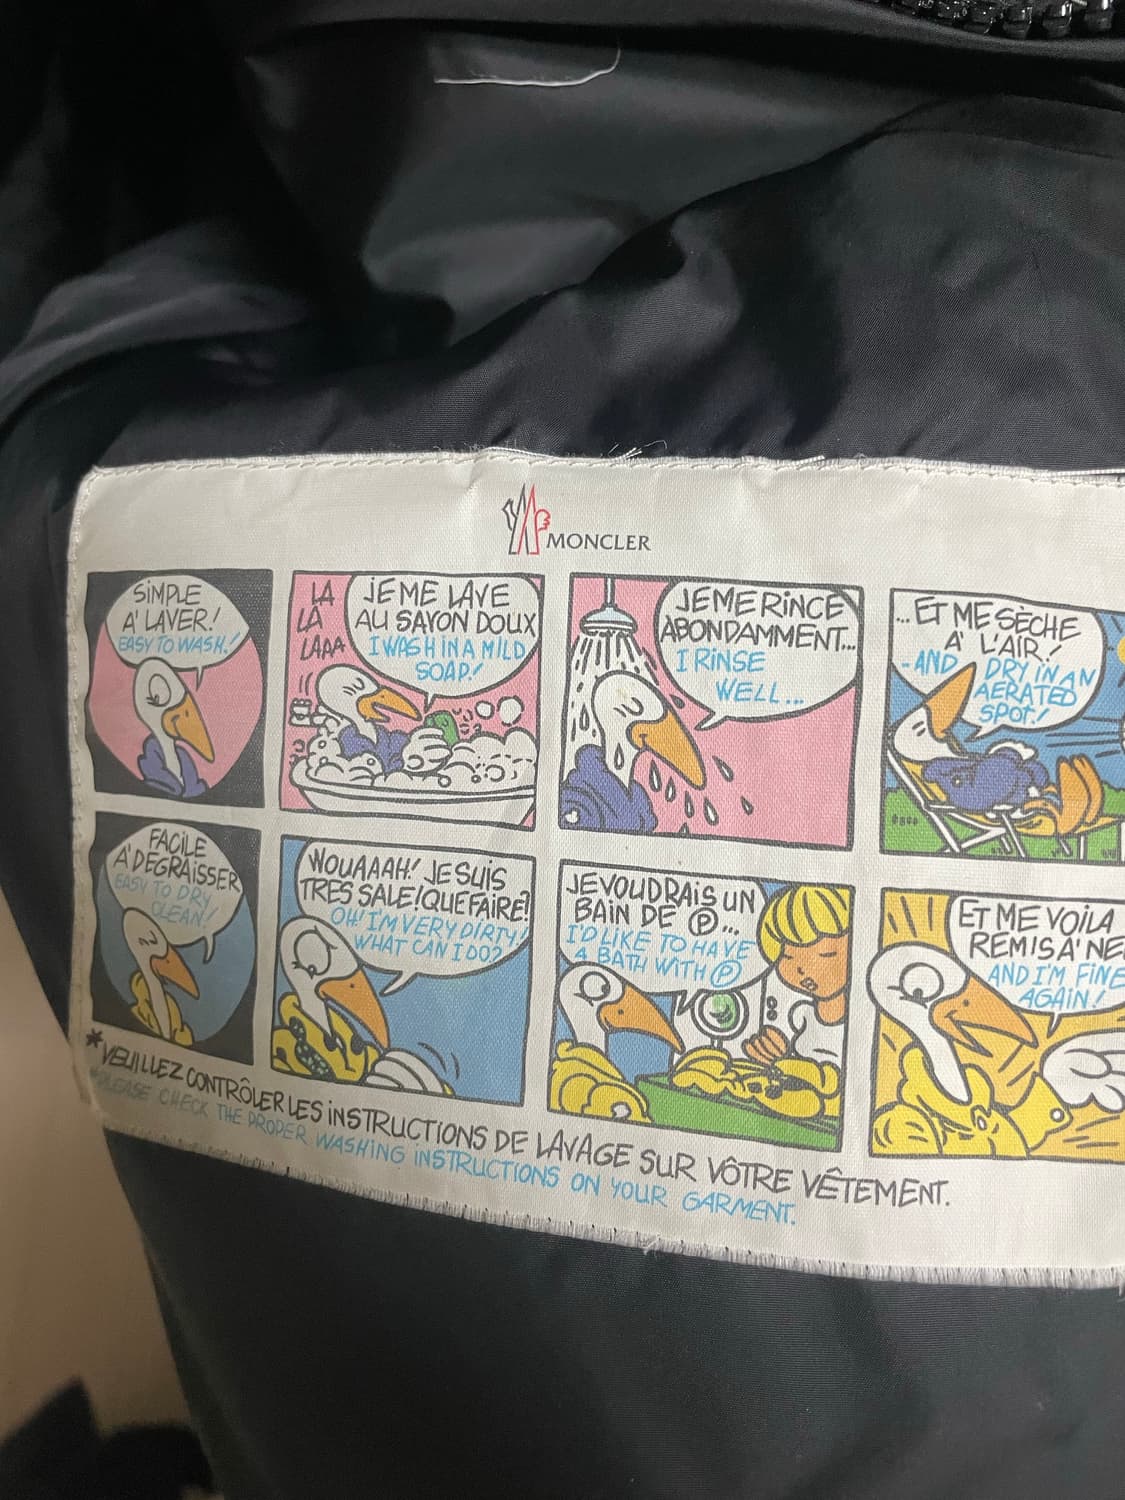 MONCLER
SIMPLE
A' LAVER!
EASY TO WASH!
LA
LA
LAAA
JE ME LAVE
AU SAVON DOUX
I WASH IN A MILD
SOAP!
JE ME RINCE
ABONDAMMENT...
I RINSE
WELL...
...ET ME SÈCHE
A' L'AIR!
-AND DRY IN AN
AERATED
SPOT!
FACILE
A' DEGRAISSER
EASY TO DRY
CLEAN!
WOUAAAH! JE SUIS
TRES SALE! QUE FAIRE?
OH! I'M VERY DIRTY!
WHAT CAN I DO?
JE VOUDRAIS UN
BAIN DE Ⓟ...
I'D LIKE TO HAVE
A BATH WITH Ⓟ
ET ME VOILA
REMIS A' NE
AND I'M FINE
AGAIN!
*VEUILLEZ CONTRÔLER LES INSTRUCTIONS DE LAVAGE SUR VÔTRE VÊTEMENT.
*PLEASE CHECK THE PROPER WASHING INSTRUCTIONS ON YOUR GARMENT.